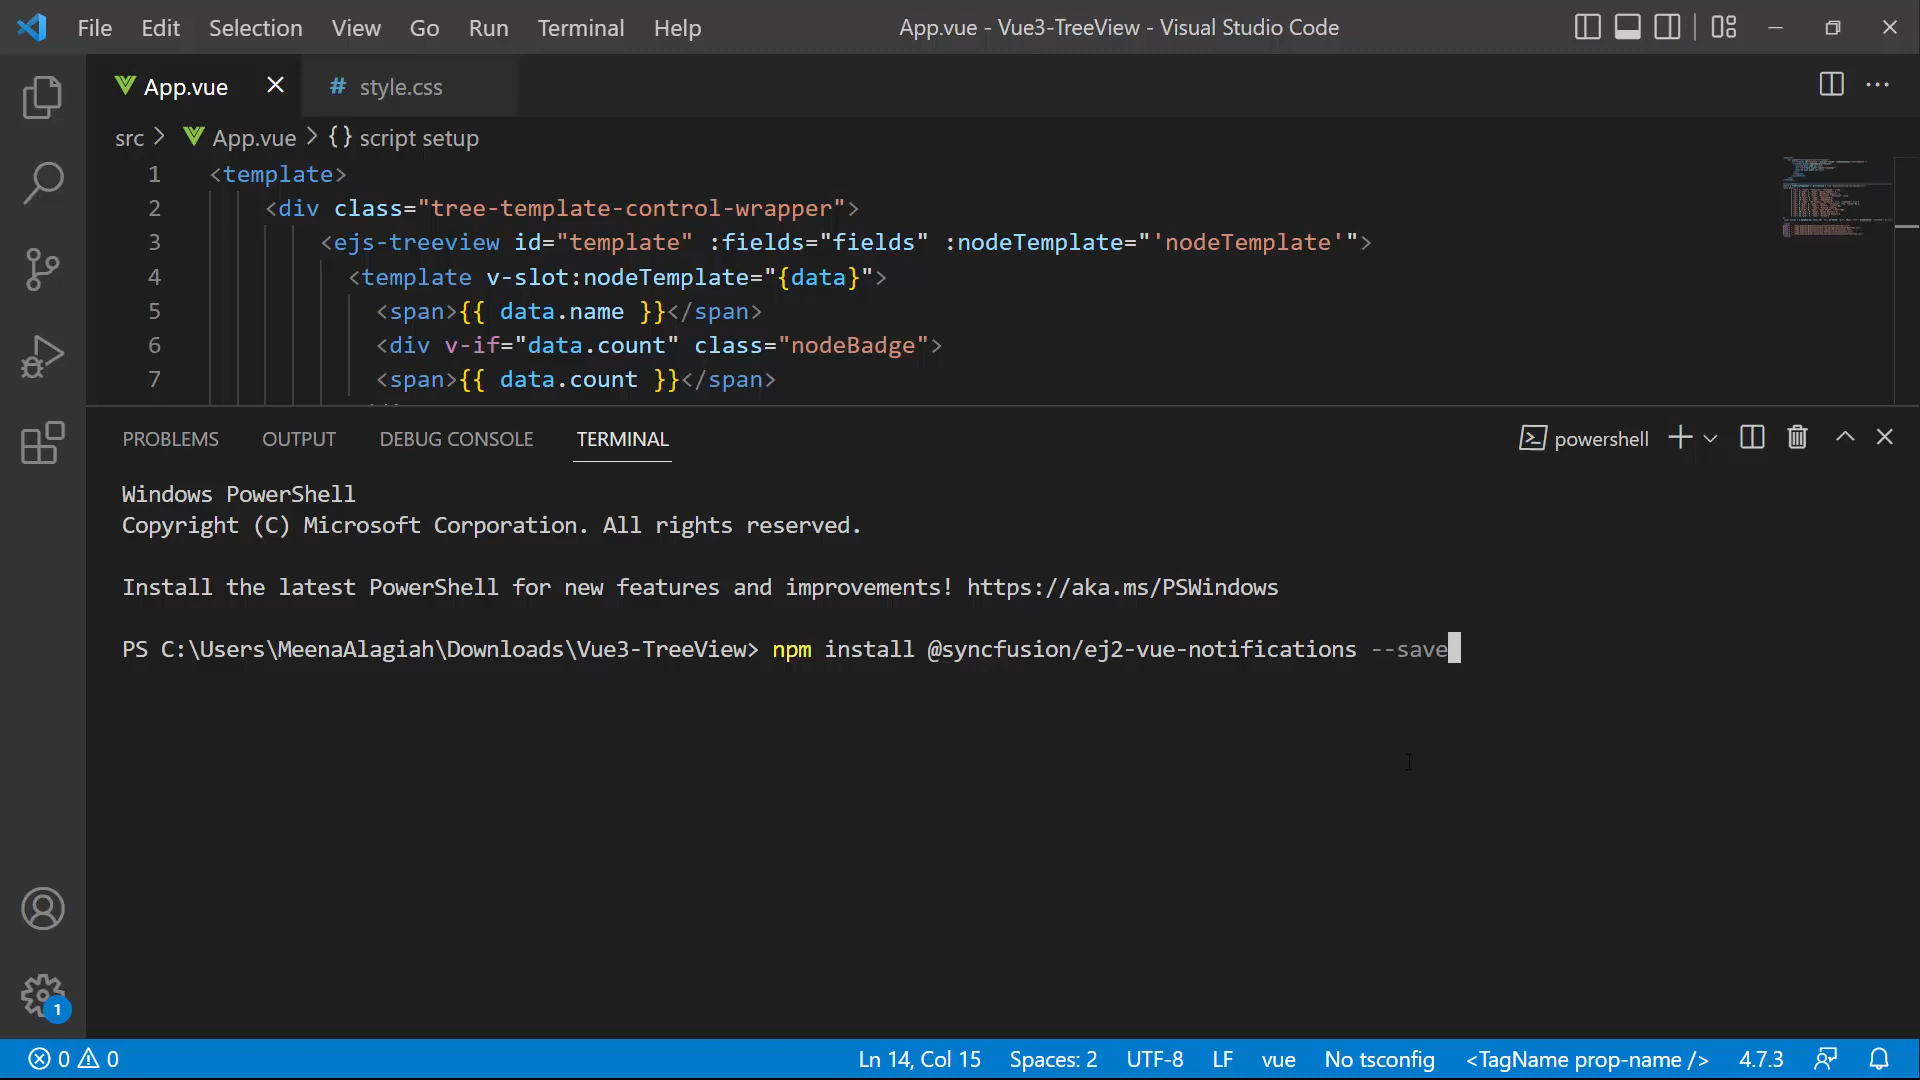 File Edit Selection View Go Run Terminal Help App.vue - Vue3-TreeView - Visual Studio Code
App.vue # style.css
src > App.vue > {} script setup
1 <template>
2 <div class="tree-template-control-wrapper">
3 <ejs-treeview id="template" :fields="fields" :nodeTemplate="'nodeTemplate'">
4 <template v-slot:nodeTemplate="{data}">
5 <span>{{ data.name }}</span>
6 <div v-if="data.count" class="nodeBadge">
7 <span>{{ data.count }}</span>
PROBLEMS OUTPUT DEBUG CONSOLE TERMINAL powershell
Windows PowerShell
Copyright (C) Microsoft Corporation. All rights reserved.
Install the latest PowerShell for new features and improvements! https://aka.ms/PSWindows
PS C:\Users\MeenaAlagiah\Downloads\Vue3-TreeView> npm install @syncfusion/ej2-vue-notifications --save
1
0 0 Ln 14, Col 15 Spaces: 2 UTF-8 LF vue No tsconfig <TagName prop-name /> 4.7.3